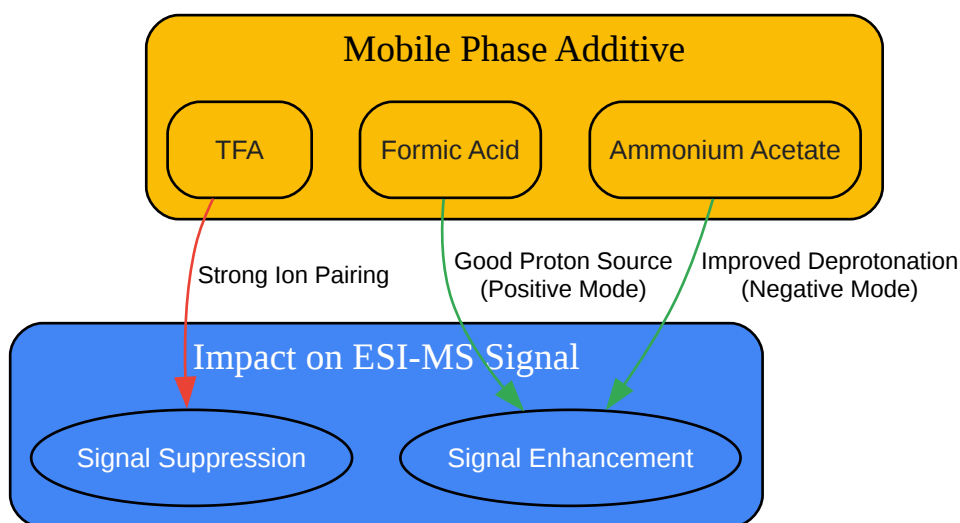 Mobile Phase Additive
TFA
Formic Acid
Ammonium Acetate
Strong Ion Pairing
Good Proton Source
(Positive Mode)
Improved Deprotonation
(Negative Mode)
Impact on ESI-MS Signal
Signal Suppression
Signal Enhancement